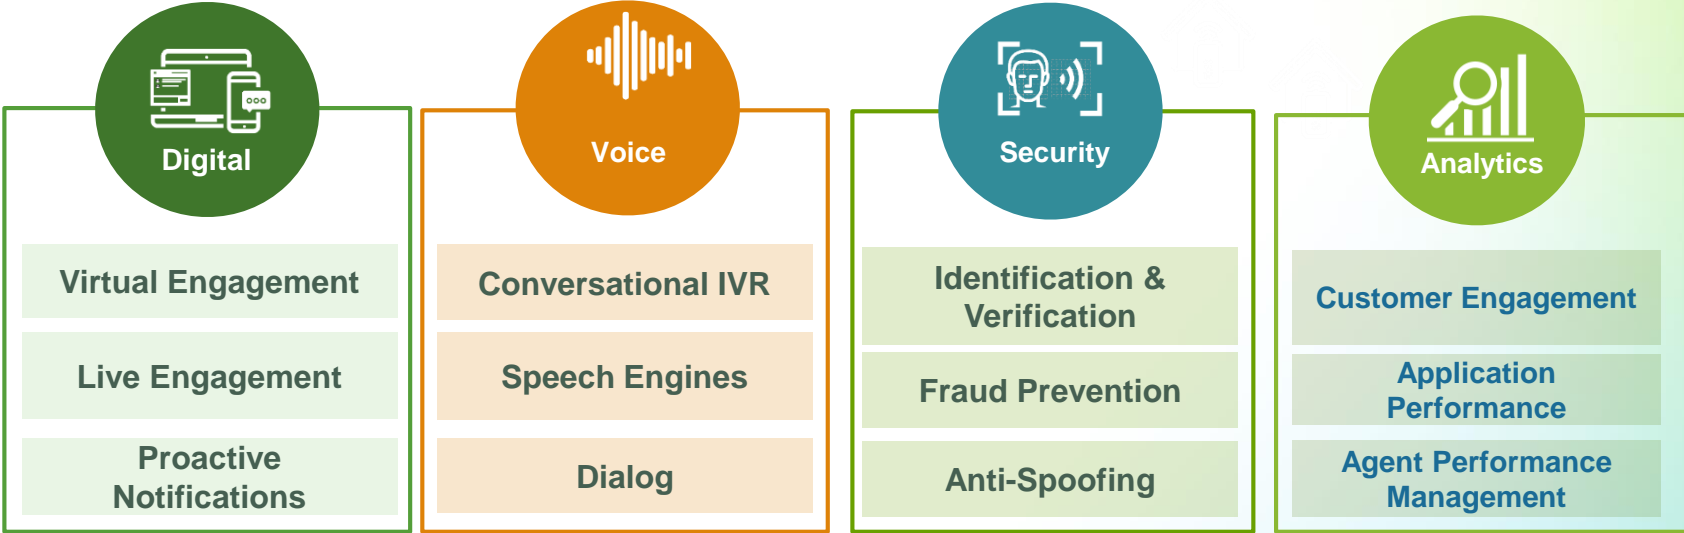 Digital
Virtual Engagement
Live Engagement
Proactive
Notifications
Voice
Conversational IVR
Speech Engines
Dialog
Security
Identification &
Verification
Fraud Prevention
Anti-Spoofing
Analytics
Customer Engagement
Application
Performance
Agent Performance
Management